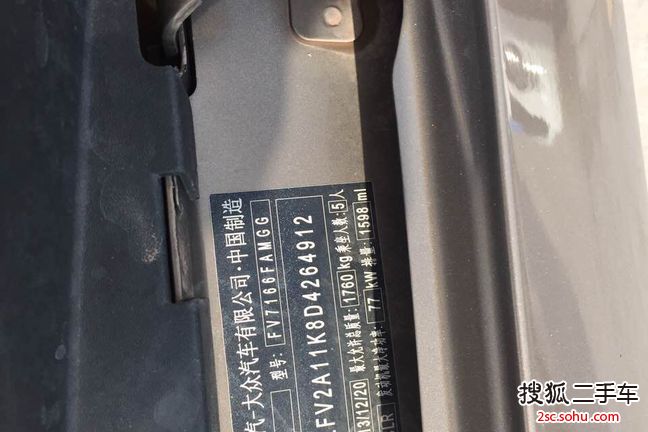 汽-大众汽车有限公司·中国制造
型号: FV7166FAMGG
FV2A11K8D4264912
13/12/20 最大允许总质量: 1760 kg 乘座人数: 5 人
LR 发动机最大净功率: 77 kW 排量: 1598 ml
搜狐二手车
2sc.sohu.com